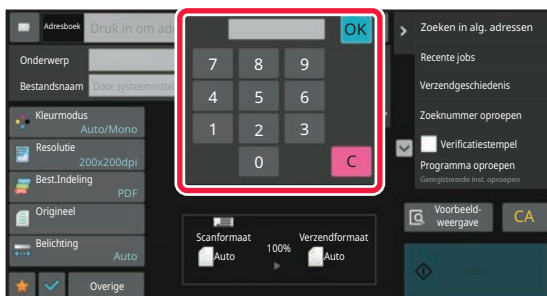 Adresboek
Druk in om ad
OK
Zoeken in alg. adressen
Onderwerp
Recente jobs
7 8 9
Bestandsnaam
Door systeeminstel
Verzendgeschiedenis
4 5 6
Kleurmodus
Auto/Mono
Zoeknummer oproepen
1 2 3
Resolutie
200x200dpi
Verificatiestempel
0 C
Programma oproepen
Geregistreerde inst. oproepen
Best.Indeling
PDF
Origineel
Voorbeeld-
weergave
CA
Scanformaat
Auto
100%
Verzendformaat
Auto
Belichting
Auto
Start
Overige